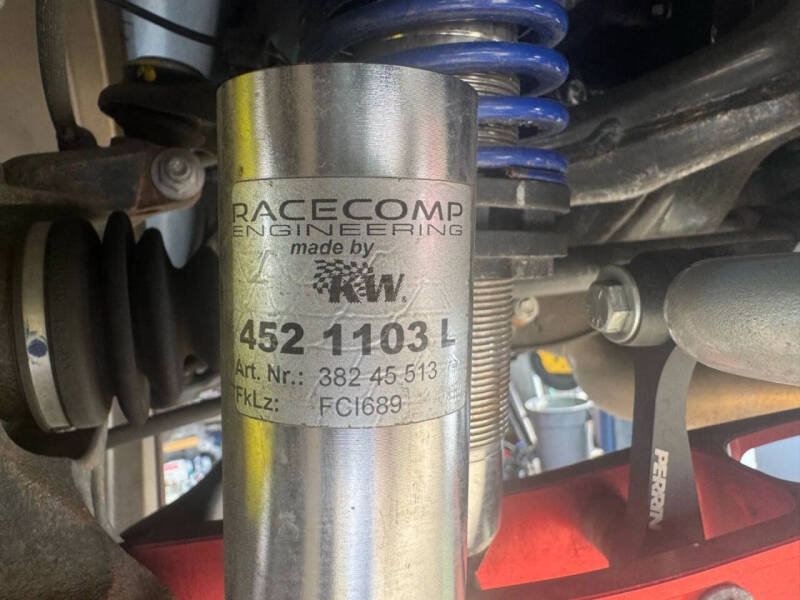 RACECOMP
ENGINEERING
made by
KW®
452 1103 L
Art. Nr.: 382 45 513
FkLz: FCI689
PERRIN